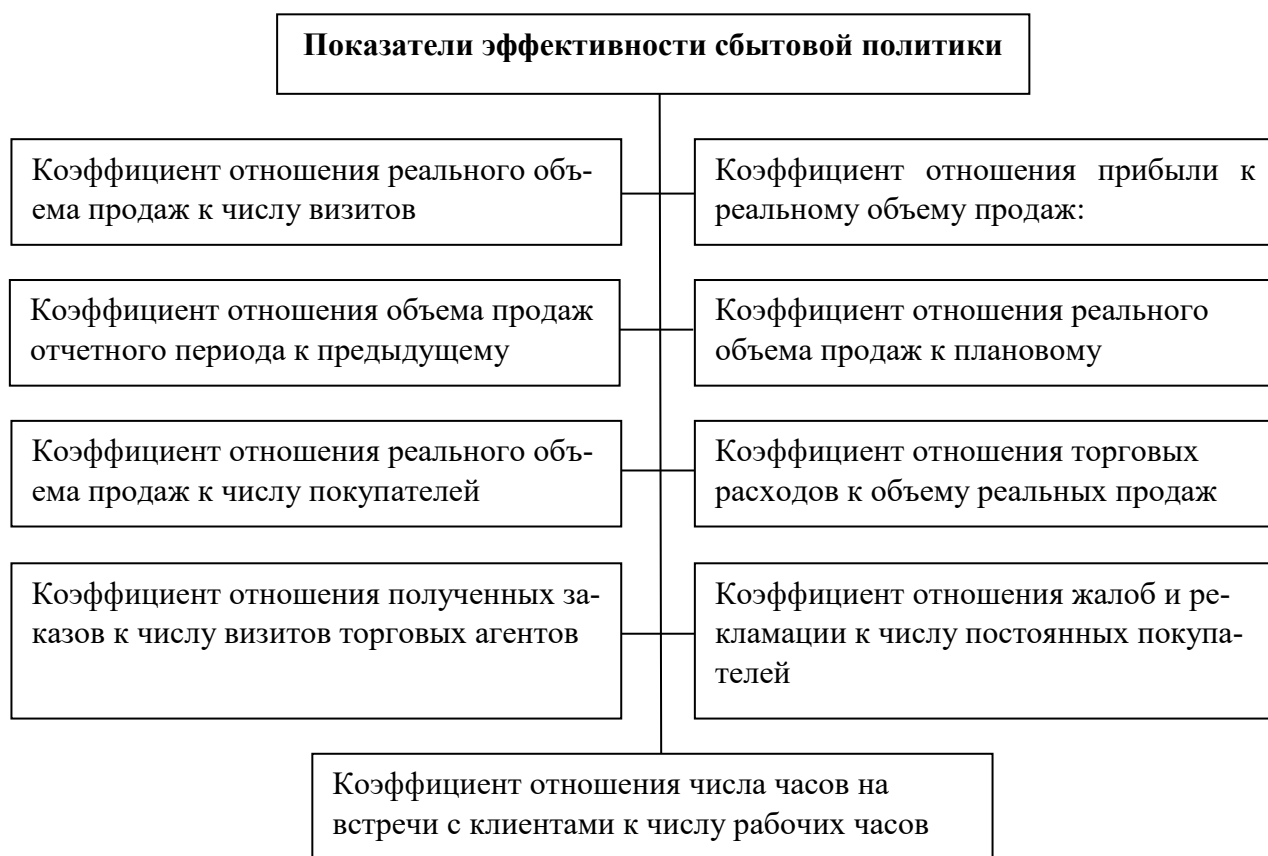 Показатели эффективности сбытовой политики
Коэффициент отношения реального объ-
ема продаж к числу визитов
Коэффициент отношения прибыли к
реальному объему продаж:
Коэффициент отношения объема продаж
отчетного периода к предыдущему
Коэффициент отношения реального
объема продаж к плановому
Коэффициент отношения реального объ-
ема продаж к числу покупателей
Коэффициент отношения торговых
расходов к объему реальных продаж
Коэффициент отношения полученных за-
казов к числу визитов торговых агентов
Коэффициент отношения жалоб и ре-
кламации к числу постоянных покупа-
телей
Коэффициент отношения числа часов на
встречи с клиентами к числу рабочих часов